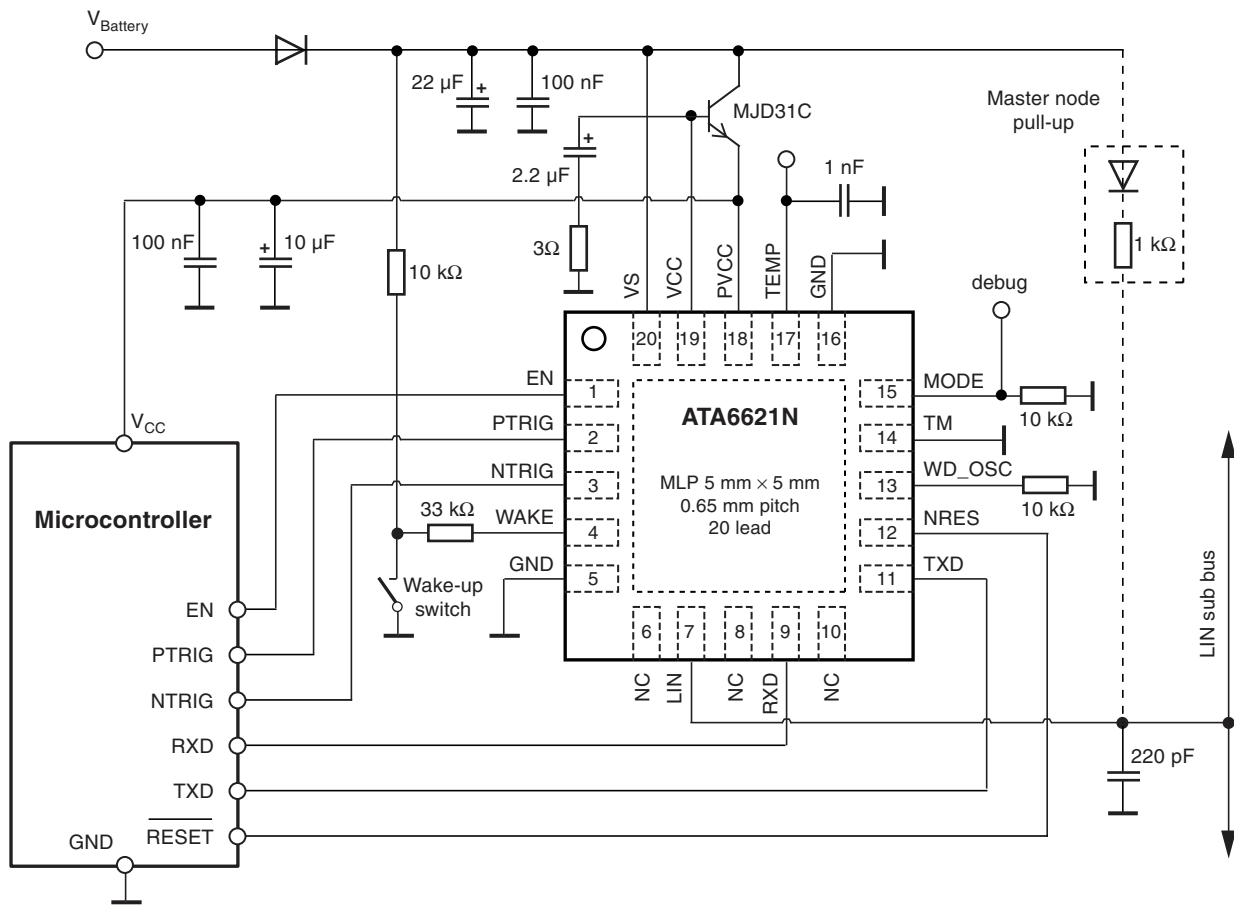 V_Battery
22 µF
+
100 nF
MJD31C
Master node
pull-up
+
2.2 µF
1 nF
100 nF
+
10 µF
10 kΩ
3Ω
1 kΩ
VS
VCC
PVCC
TEMP
GND
debug
20
19
18
17
16
EN
1
15
MODE
10 kΩ
V_CC
PTRIG
2
ATA6621N
14
TM
NTRIG
3
MLP 5 mm × 5 mm
0.65 mm pitch
20 lead
13
WD_OSC
10 kΩ
Microcontroller
33 kΩ
WAKE
4
12
NRES
GND
5
11
TXD
Wake-up
switch
6
7
8
9
10
NC
LIN
NC
RXD
NC
LIN sub bus
EN
PTRIG
NTRIG
RXD
TXD
RESET
GND
220 pF